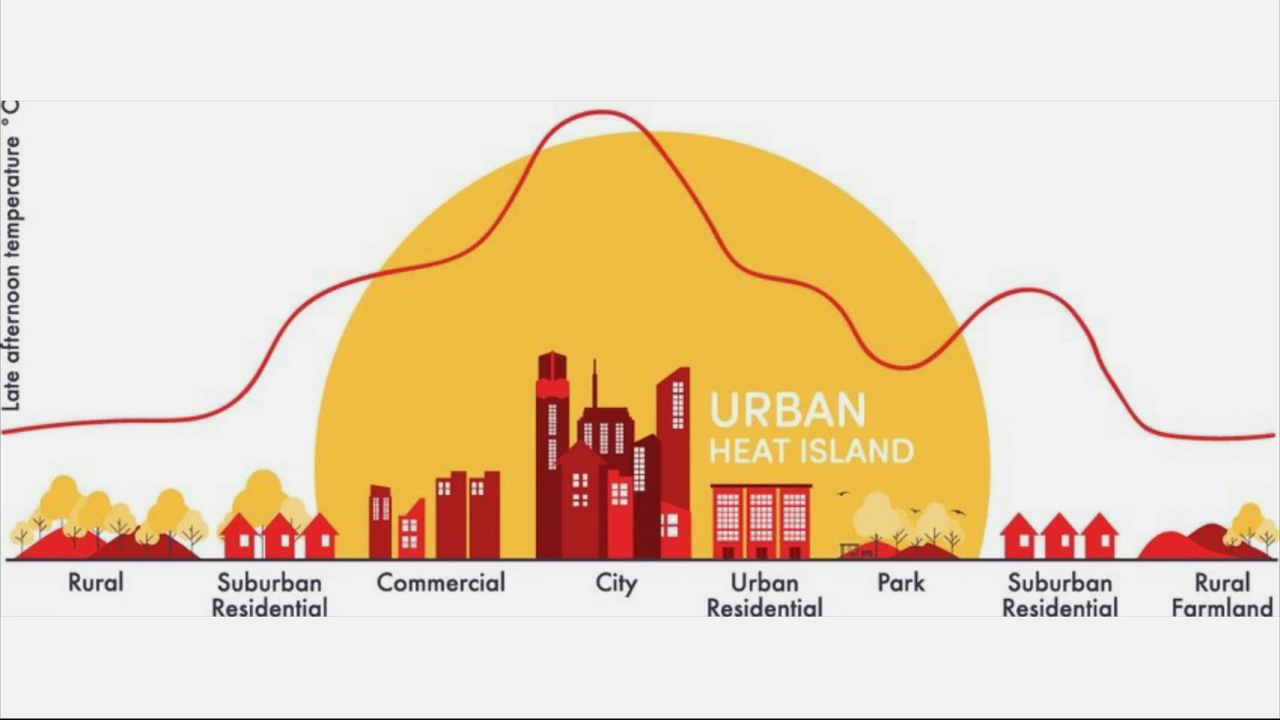 Late afternoon temperature °C
URBAN
HEAT ISLAND
Rural
Suburban
Residential
Commercial
City
Urban
Residential
Park
Suburban
Residential
Rural
Farmland